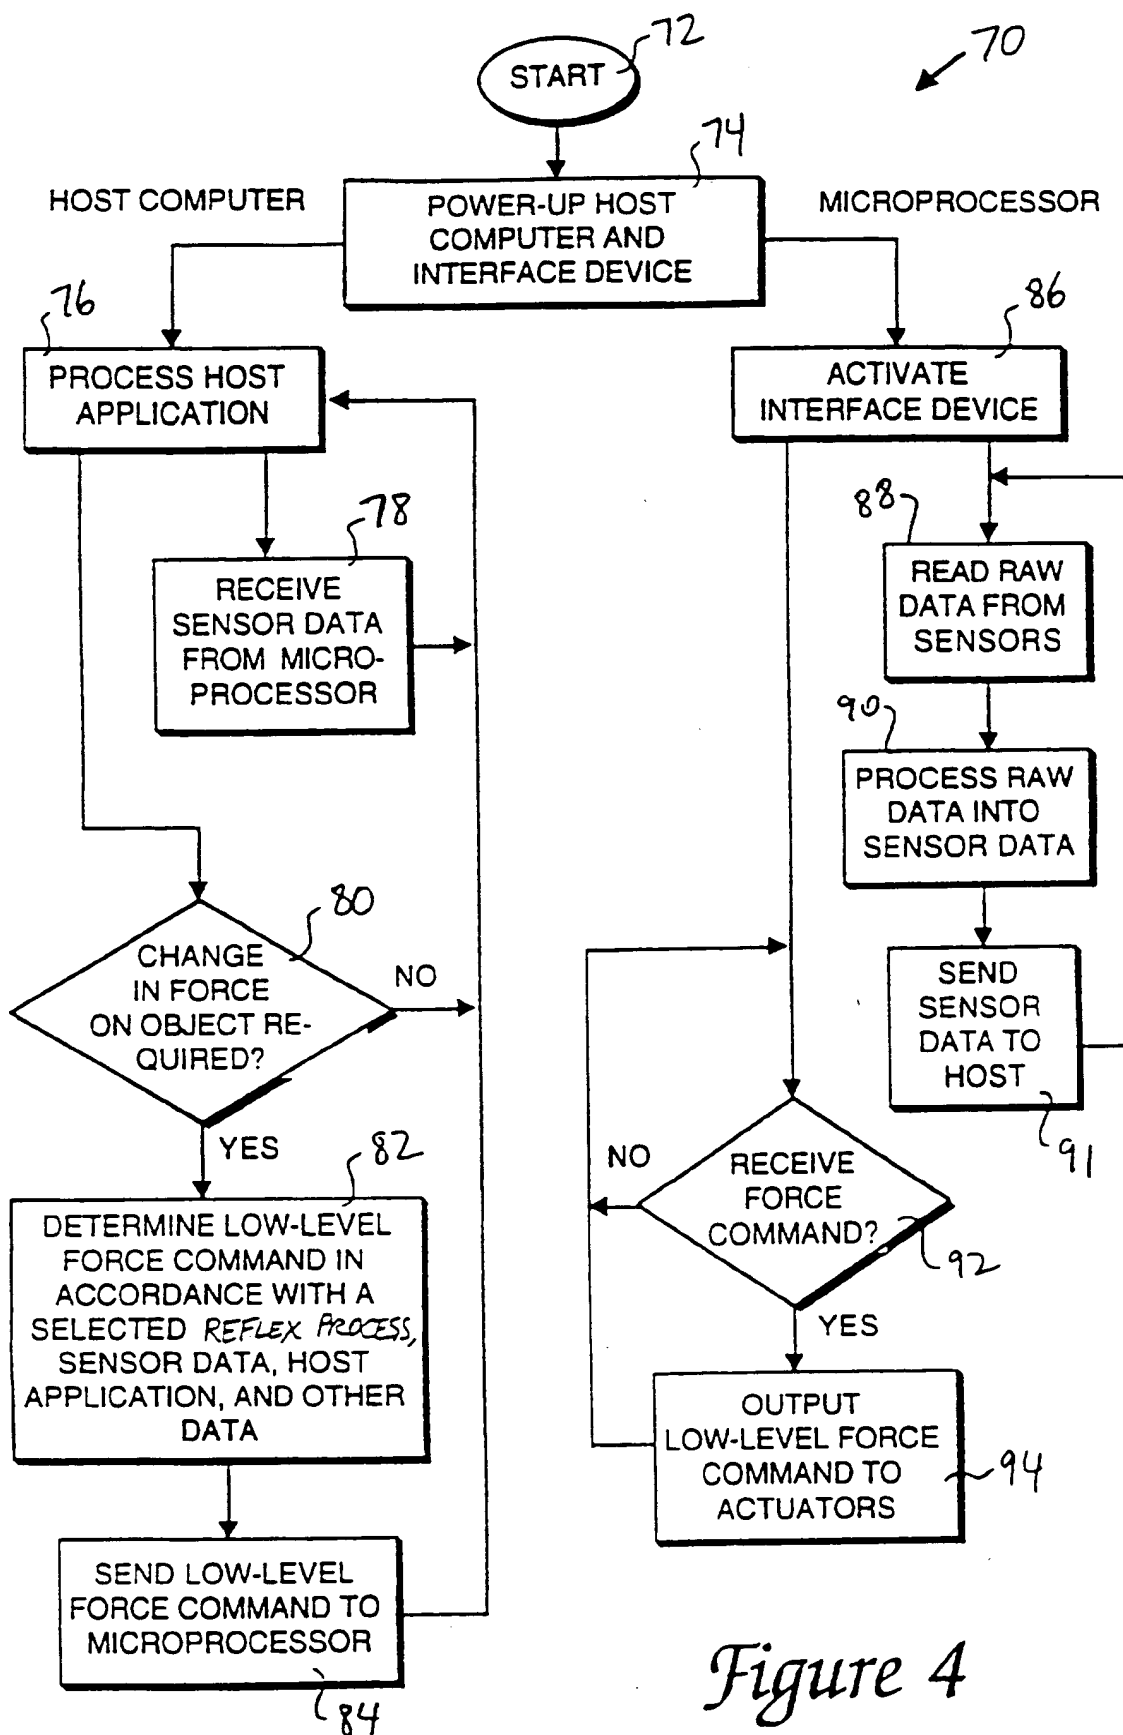 72
START
70
74
HOST COMPUTER
POWER-UP HOST
COMPUTER AND
INTERFACE DEVICE
MICROPROCESSOR
76
PROCESS HOST
APPLICATION
86
ACTIVATE
INTERFACE DEVICE
78
RECEIVE
SENSOR DATA
FROM MICRO-
PROCESSOR
88
READ RAW
DATA FROM
SENSORS
90
PROCESS RAW
DATA INTO
SENSOR DATA
80
CHANGE
IN FORCE
ON OBJECT RE-
QUIRED?
NO
YES
SEND
SENSOR
DATA TO
HOST
91
82
DETERMINE LOW-LEVEL
FORCE COMMAND IN
ACCORDANCE WITH A
SELECTED REFLEX PROCESS,
SENSOR DATA, HOST
APPLICATION, AND OTHER
DATA
NO
RECEIVE
FORCE
COMMAND?
92
YES
OUTPUT
LOW-LEVEL FORCE
COMMAND TO
ACTUATORS
94
SEND LOW-LEVEL
FORCE COMMAND TO
MICROPROCESSOR
84
Figure 4